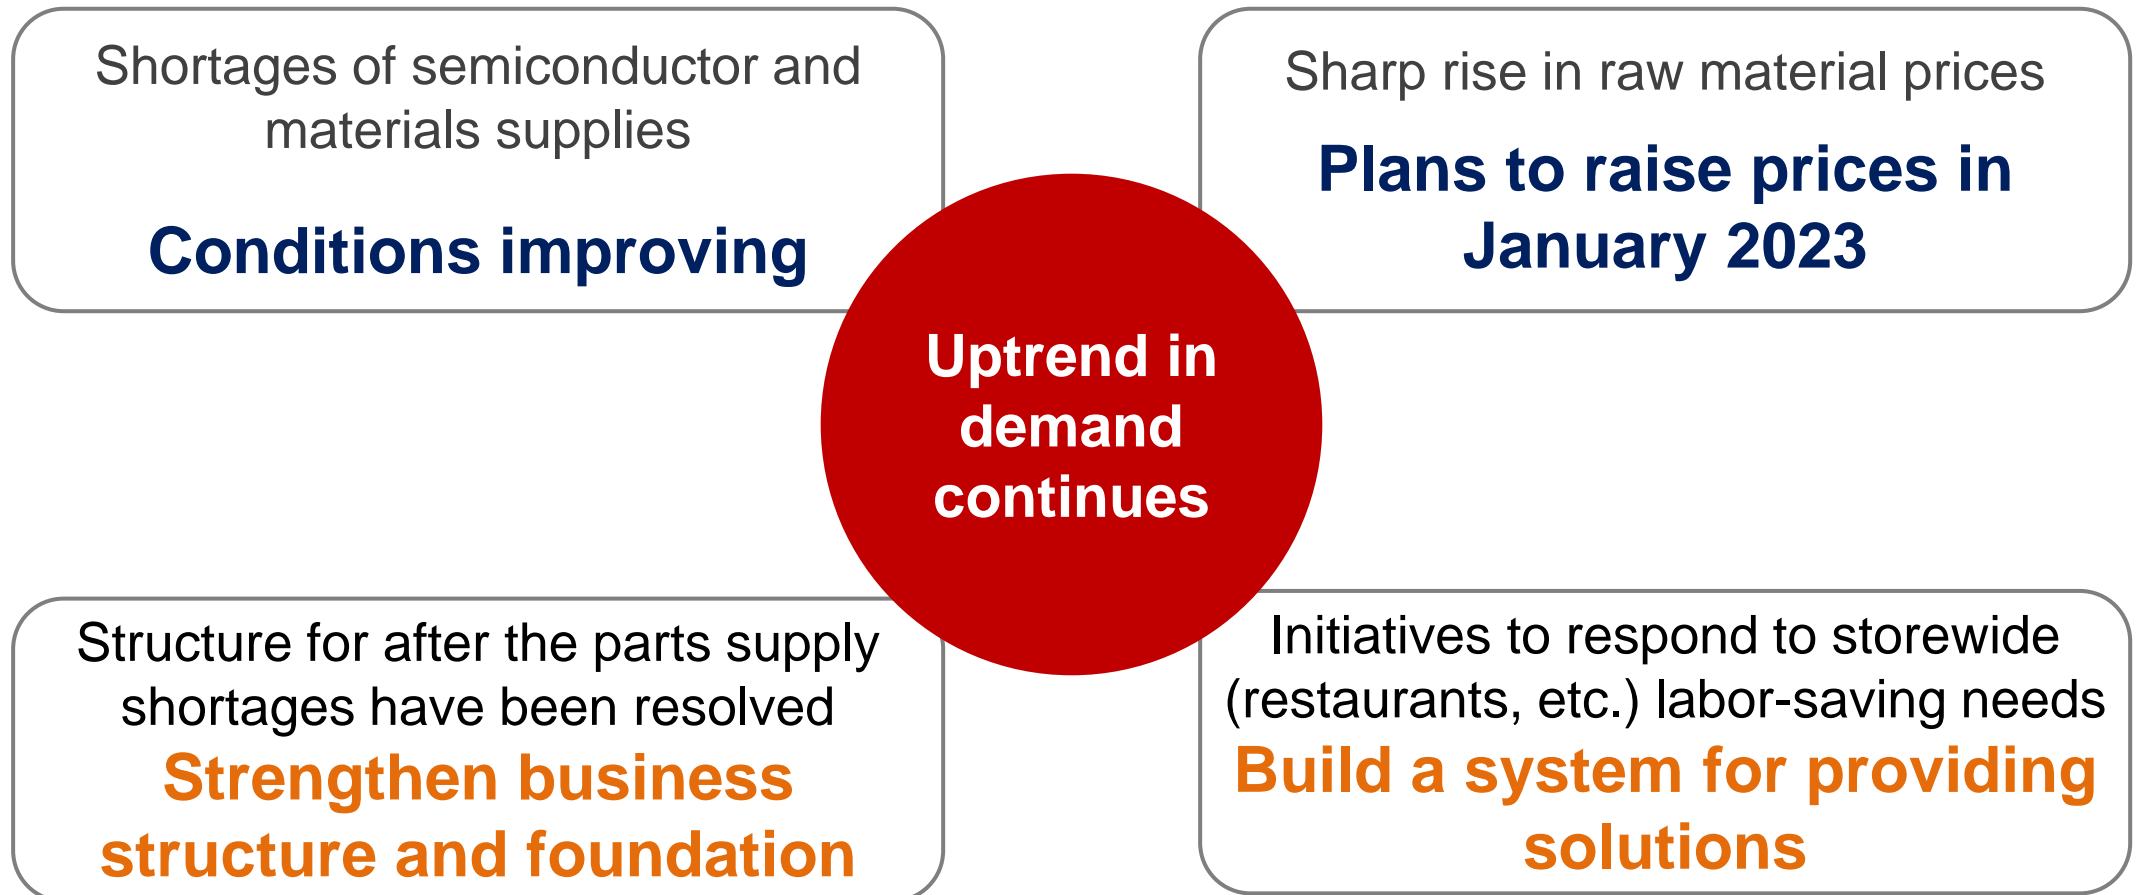 Shortages of semiconductor and
materials supplies
Conditions improving
Sharp rise in raw material prices
Plans to raise prices in
January 2023
Uptrend in
demand
continues
Structure for after the parts supply
shortages have been resolved
Strengthen business
structure and foundation
Initiatives to respond to storewide
(restaurants, etc.) labor-saving needs
Build a system for providing
solutions